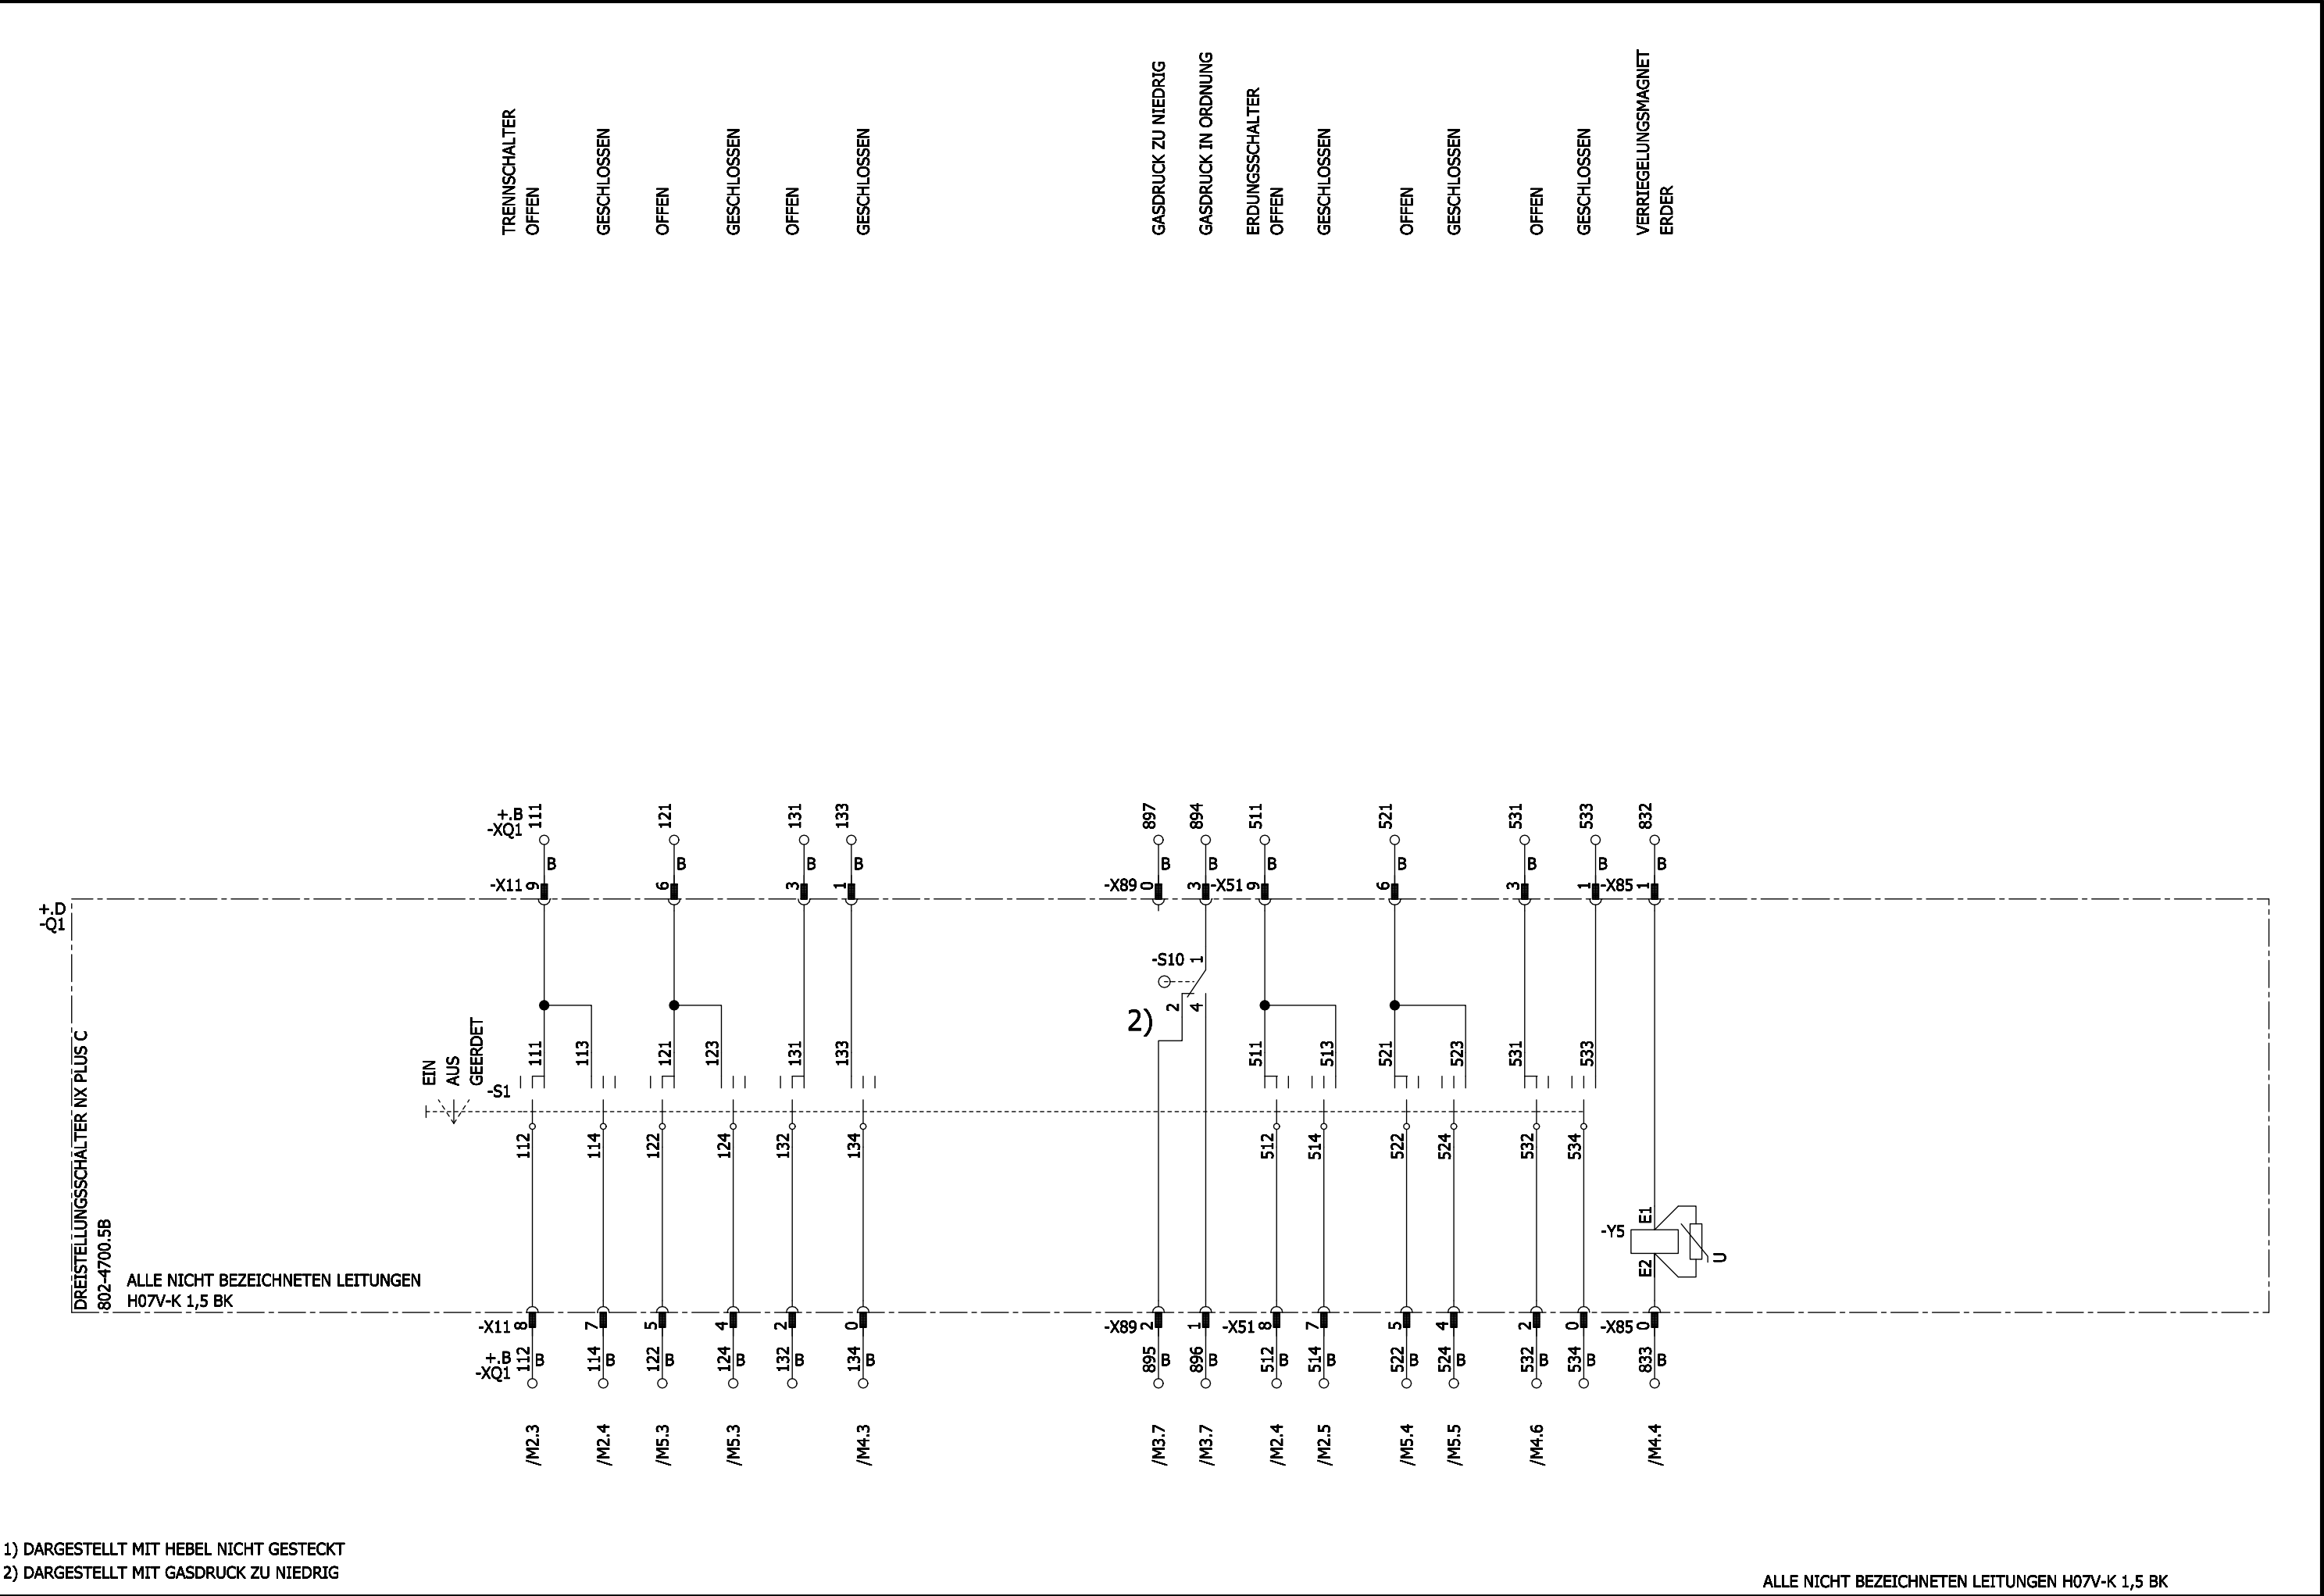 TRENNSCHALTER
OFFEN
GESCHLOSSEN
OFFEN
GESCHLOSSEN
OFFEN
GESCHLOSSEN
GASDRUCK ZU NIEDRIG
GASDRUCK IN ORDNUNG
ERDUNGSSCHALTER
OFFEN
GESCHLOSSEN
OFFEN
GESCHLOSSEN
OFFEN
GESCHLOSSEN
VERRIEGELUNGSMAGNET
ERDER
+.B
-XQ1 111 121 131 133 897 894 511 521 531 533 832
B B B B B B B B B B B
-X11 9 6 3 1 -X89 0 3 -X51 9 6 3 1 -X85 1
+.D
-Q1
-S10 1
2 4
2)
EIN
AUS
GEERDET
111 113 121 123 131 133 511 513 521 523 531 533
-S1
112 114 122 124 132 134 512 514 522 524 532 534
DREISTELLUNGSSCHALTER NX PLUS C
802-4700.5B
-Y5 E1
E2 U
ALLE NICHT BEZEICHNETEN LEITUNGEN
H07V-K 1,5 BK
-X11 8 7 5 4 2 0 -X89 2 1 -X51 8 7 5 4 2 0 -X85 0
+.B
-XQ1 112 114 122 124 132 134 895 896 512 514 522 524 532 534 833
B B B B B B B B B B B B B B B
/M2.3 /M2.4 /M5.3 /M5.3 /M4.3 /M3.7 /M3.7 /M2.4 /M2.5 /M5.4 /M5.5 /M4.6 /M4.4
1) DARGESTELLT MIT HEBEL NICHT GESTECKT
2) DARGESTELLT MIT GASDRUCK ZU NIEDRIG
ALLE NICHT BEZEICHNETEN LEITUNGEN H07V-K 1,5 BK